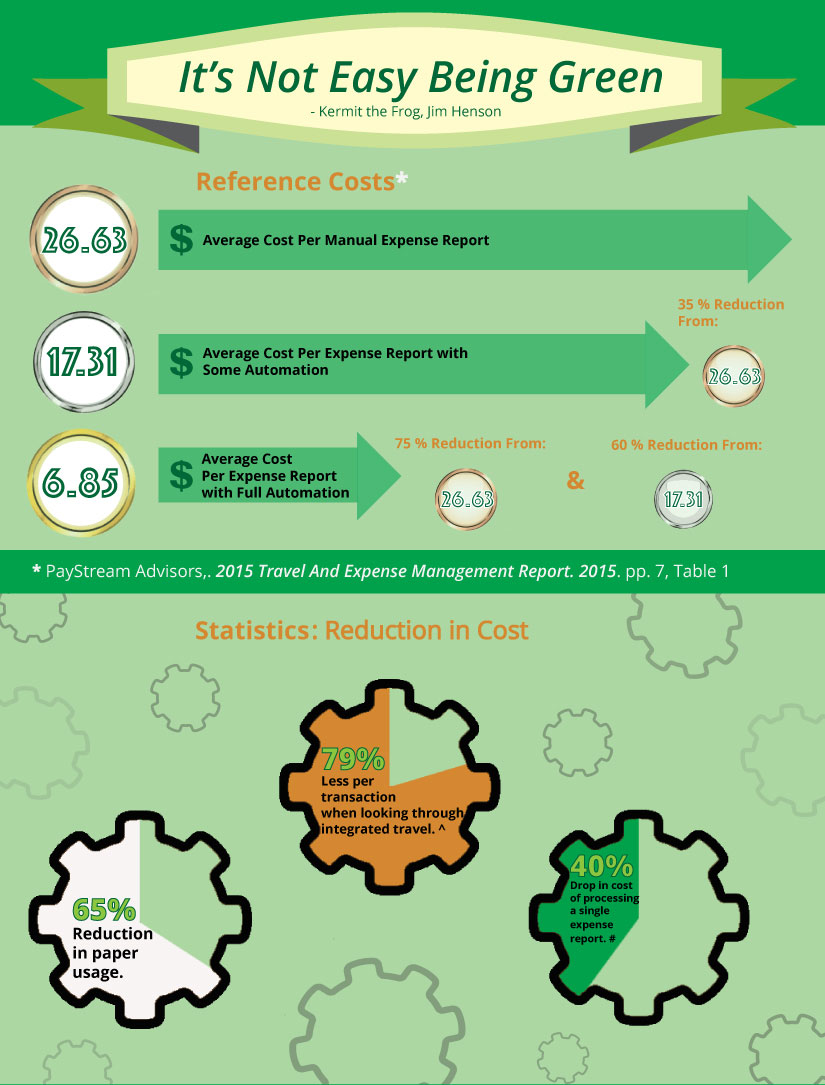 It's Not Easy Being Green
- Kermit the Frog, Jim Henson
Reference Costs*
26.63
$ Average Cost Per Manual Expense Report
35 % Reduction
From:
26.63
17.31
$ Average Cost Per Expense Report with
Some Automation
6.85
$ Average Cost
Per Expense Report
with Full Automation
75 % Reduction From:
26.63
&
60 % Reduction From:
17.31
* PayStream Advisors,. 2015 Travel And Expense Management Report. 2015. pp. 7, Table 1
Statistics: Reduction in Cost
79%
Less per
transaction
when looking through
integrated travel. ^
65%
Reduction
in paper
usage.
40%
Drop in cost
of processing
a single
expense
report. #